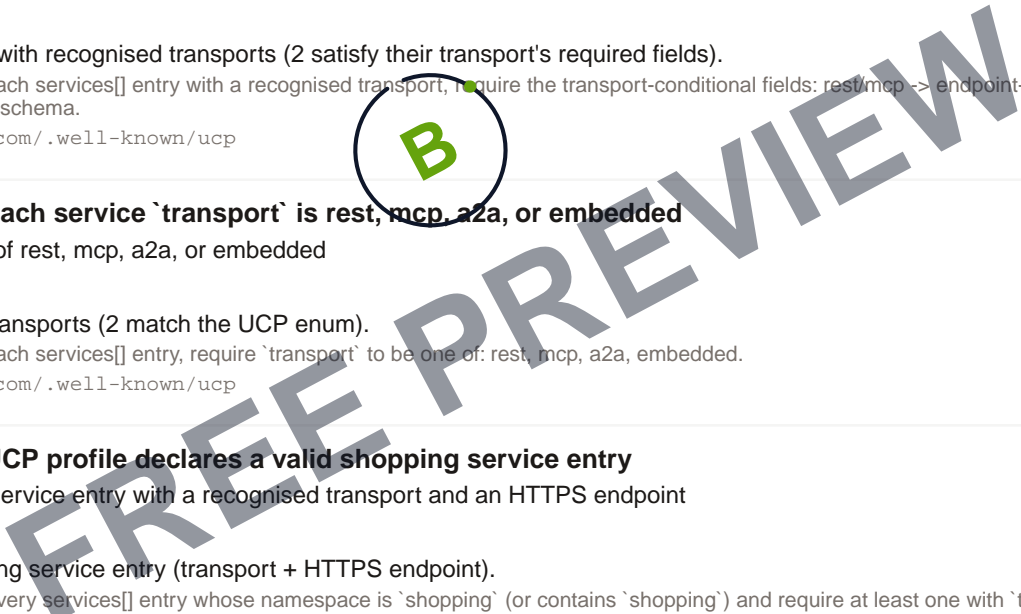 with recognised transports (2 satisfy their transport's required fields).
ach services[] entry with a recognised transport, require the transport-conditional fields: rest/mcp -> endpoint-
schema.
com/.well-known/ucp
B
ach service `transport` is rest, mcp, a2a, or embedded
of rest, mcp, a2a, or embedded
ansports (2 match the UCP enum).
ach services[] entry, require `transport` to be one of: rest, mcp, a2a, embedded.
com/.well-known/ucp
FREE PREVIEW
UCP profile declares a valid shopping service entry
ervice entry with a recognised transport and an HTTPS endpoint
ng service entry (transport + HTTPS endpoint).
very services[] entry whose namespace is `shopping` (or contains `shopping`) and require at least one with `t